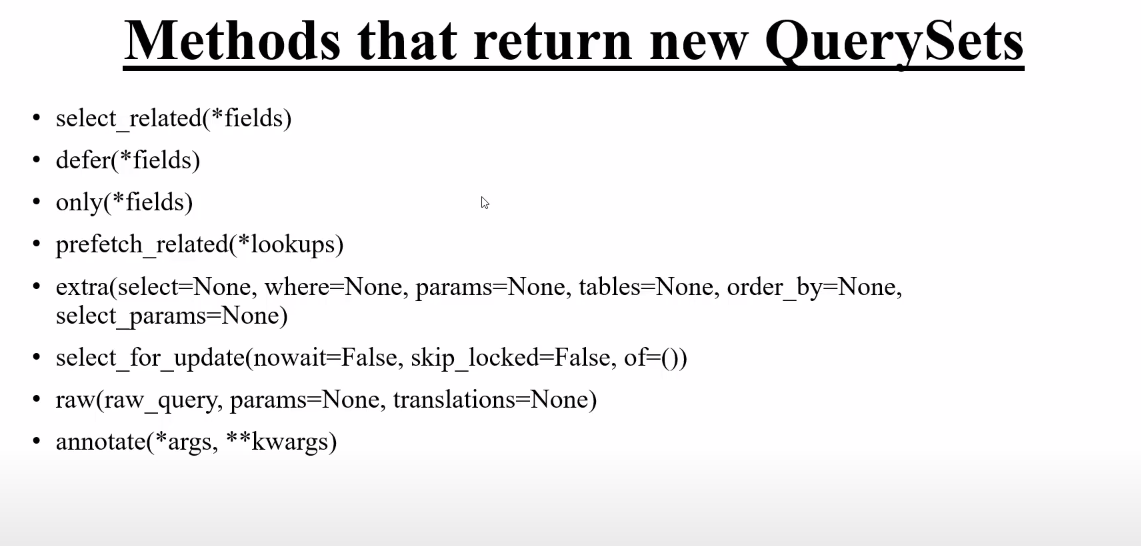 Methods that return new QuerySets
• select_related(*fields)
• defer(*fields)
• only(*fields)
• prefetch_related(*lookups)
• extra(select=None, where=None, params=None, tables=None, order_by=None,
select_params=None)
• select_for_update(nowait=False, skip_locked=False, of=())
• raw(raw_query, params=None, translations=None)
• annotate(*args, **kwargs)